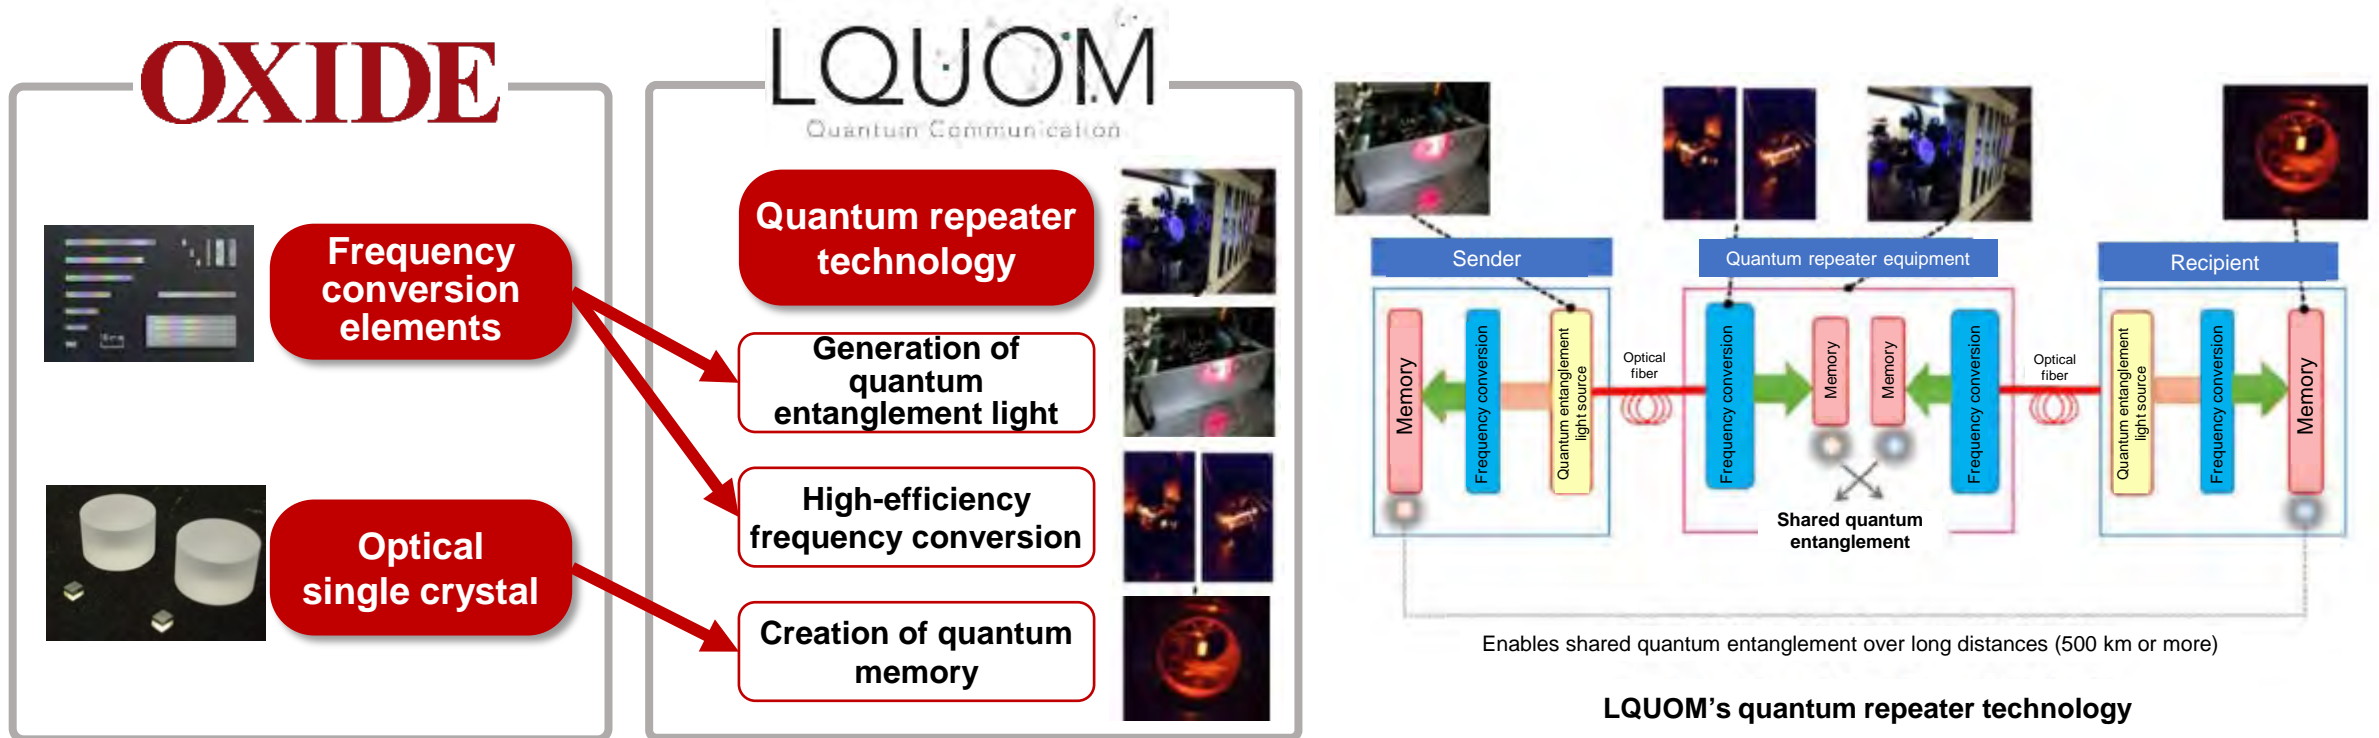 OXIDE
Frequency
conversion
elements
Optical
single crystal
LQUOM
Quantum Communication
Quantum repeater
technology
Generation of
quantum
entanglement light
High-efficiency
frequency conversion
Creation of quantum
memory
Sender
Quantum repeater equipment
Recipient
Memory
Frequency conversion
Quantum entanglement
light source
Optical
fiber
Frequency conversion
Memory
Memory
Frequency conversion
Optical
fiber
Quantum entanglement
light source
Frequency conversion
Memory
Shared quantum
entanglement
Enables shared quantum entanglement over long distances (500 km or more)
LQUOM’s quantum repeater technology